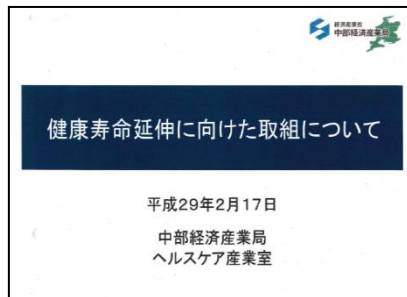 経済産業省
中部経済産業局
健康寿命延伸に向けた取組について
平成29年2月17日
中部経済産業局
ヘルスケア産業室